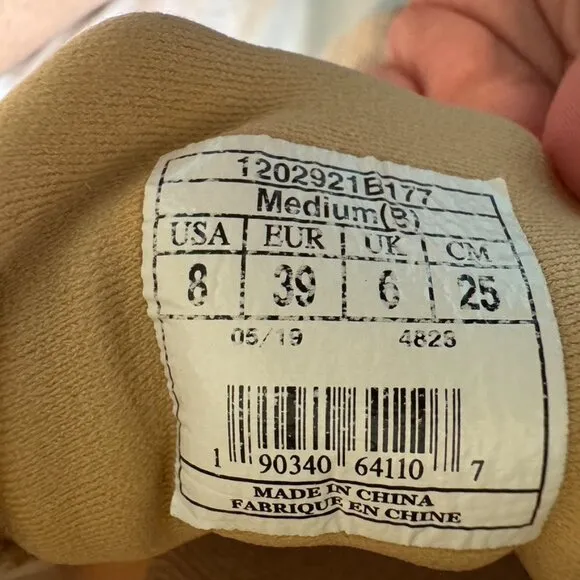 1202921B177
Medium(B)
USA EUR UK CM
8 39 6 25
05/19 4823
1 90340 64110 7
MADE IN CHINA
FABRIQUE EN CHINE